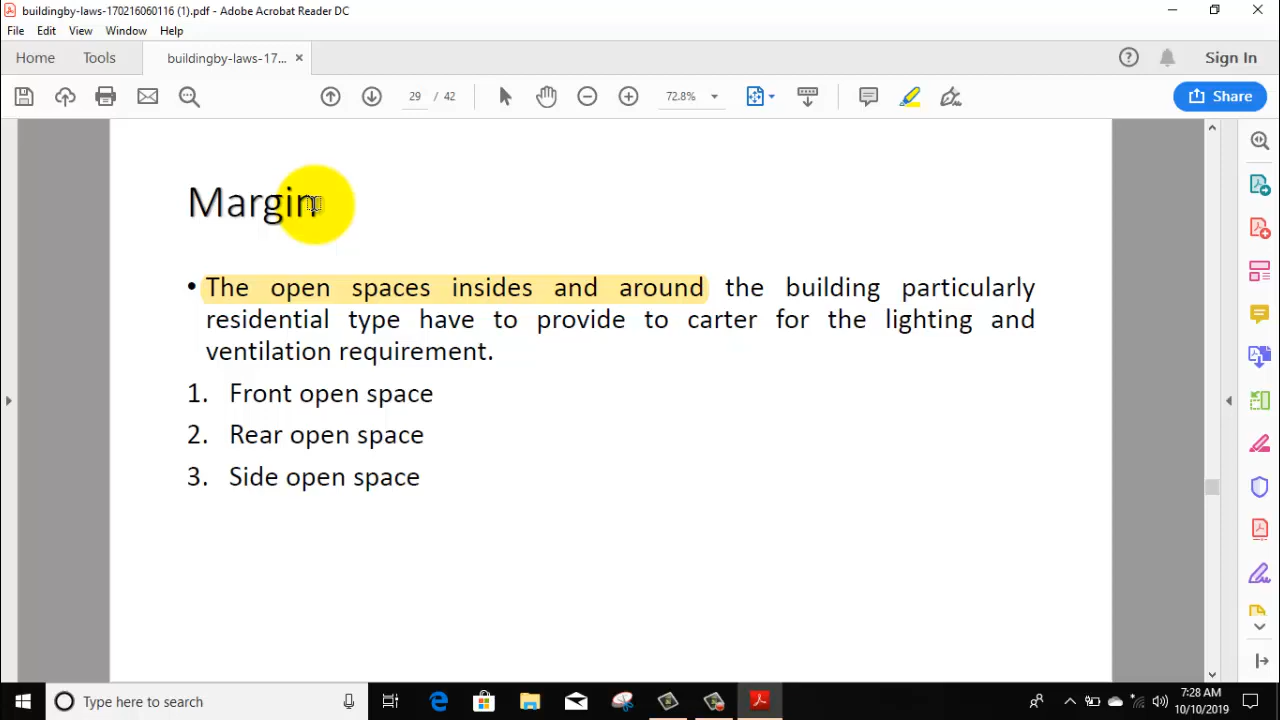 buildingby-laws-170216060116 (1).pdf - Adobe Acrobat Reader DC
File Edit View Window Help
Home Tools buildingby-laws-17... × Sign In
29 / 42 72.8% Share
Margin
• The open spaces insides and around the building particularly
residential type have to provide to carter for the lighting and
ventilation requirement.
1. Front open space
2. Rear open space
3. Side open space
Type here to search
7:28 AM
10/10/2019